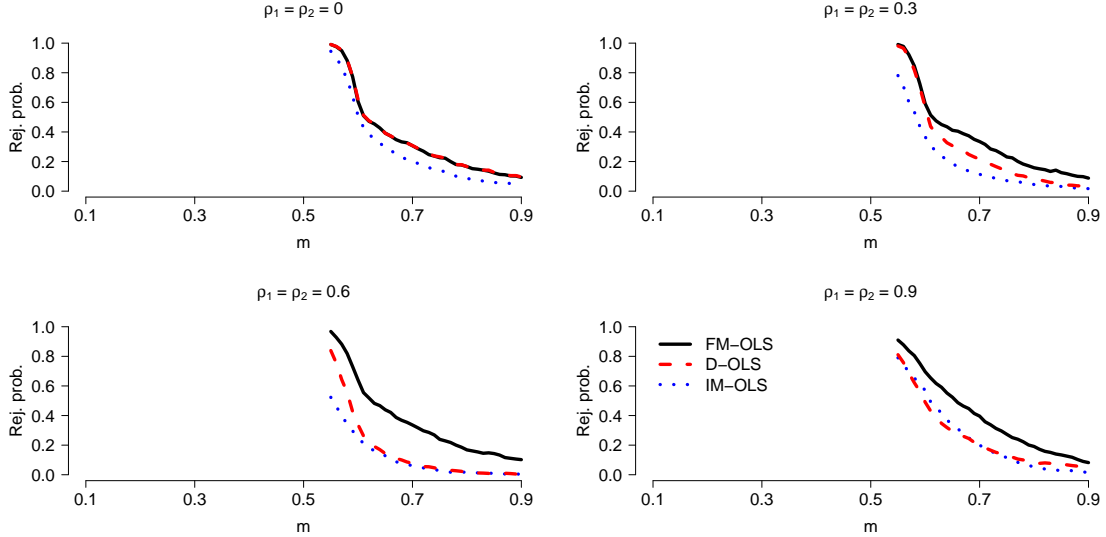 ρ1 = ρ2 = 0
Rej. prob.
1.0
0.8
0.6
0.4
0.2
0.0
0.1 0.3 0.5 0.7 0.9
m
ρ1 = ρ2 = 0.3
Rej. prob.
1.0
0.8
0.6
0.4
0.2
0.0
0.1 0.3 0.5 0.7 0.9
m
ρ1 = ρ2 = 0.6
Rej. prob.
1.0
0.8
0.6
0.4
0.2
0.0
0.1 0.3 0.5 0.7 0.9
m
ρ1 = ρ2 = 0.9
Rej. prob.
1.0
0.8
0.6
0.4
0.2
0.0
FM−OLS
D−OLS
IM−OLS
0.1 0.3 0.5 0.7 0.9
m